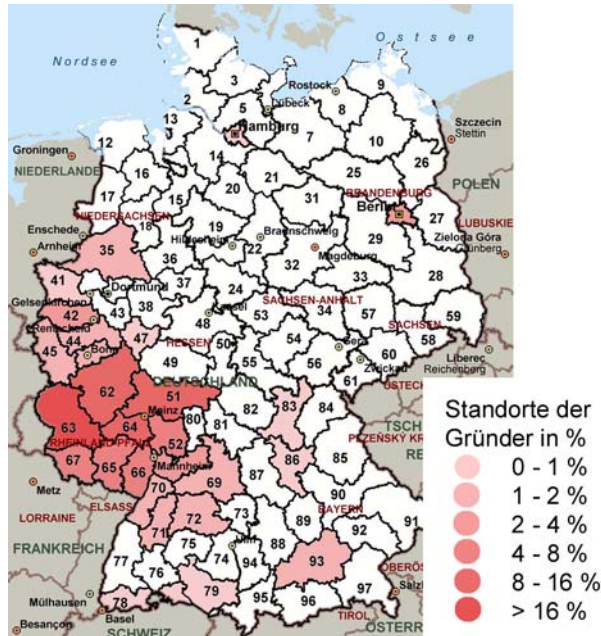 Ostsee
Nordsee
1
3
9
Rostock
2
5
Lübeck
8
13
Hamburg
7
10
Szczecin
Stettin
12
14
26
Groningen
16
21
25
NIEDERLANDE
20
POLEN
17
15
31
BRANDENBURG
NIEDERSACHSEN
Berlin
27
LUBUSKIE
Enschede
18
19
Braunschweig
29
Zielona Góra
Arnheim
35
Hildesheim
22
Magdeburg
36
32
33
28
41
37
24
SACHSEN-ANHALT
Gelsenkirchen
Dortmund
38
53
34
57
59
42
43
48
SACHSEN
Remscheid
47
50
54
Gera
58
44
HESSEN
60
Liberec
45
Bonn
49
55
56
Zwickau
Reichenberg
DEUTSCHLAND
61
62
51
82
83
84
63
64
Mainz
80
81
RHEINLAND-PFALZ
52
67
65
66
Mannheim
86
85
Metz
69
87
70
LORRAINE
ELSASS
90
71
72
73
89
BAYERN
91
FRANKREICH
92
75
Ulm
88
77
74
94
93
76
Mülhausen
78
79
95
97
Basel
96
Besançon
SCHWEIZ
TIROL
Standorte der
Gründer in %
0 - 1 %
1 - 2 %
2 - 4 %
4 - 8 %
8 - 16 %
> 16 %